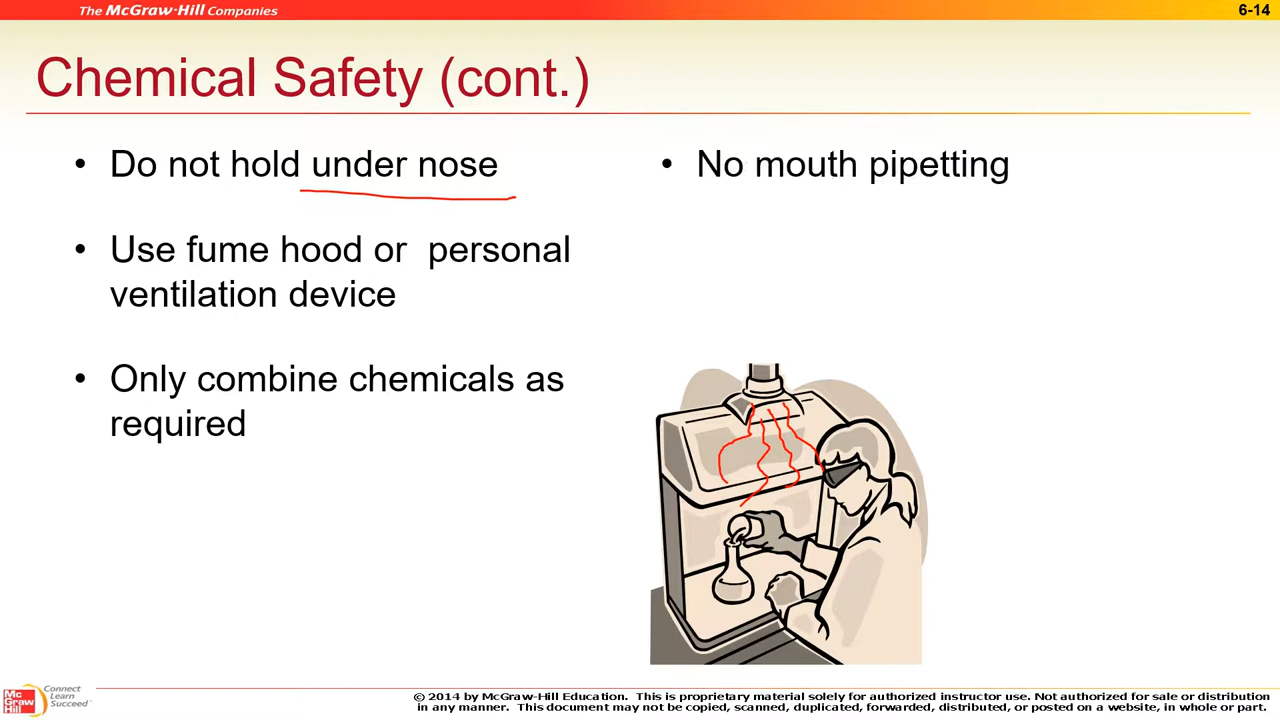 The McGraw-Hill Companies
6-14
Chemical Safety (cont.)
• Do not hold under nose
• Use fume hood or personal
ventilation device
• Only combine chemicals as
required
• No mouth pipetting
Mc
Graw
Hill
Connect
Learn
Succeed™
© 2014 by McGraw-Hill Education. This is proprietary material solely for authorized instructor use. Not authorized for sale or distribution
in any manner. This document may not be copied, scanned, duplicated, forwarded, distributed, or posted on a website, in whole or part.